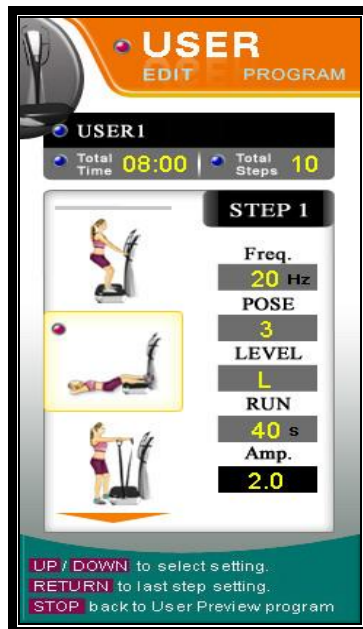 USER
EDIT PROGRAM
USER1
Total Time 08:00 Total Steps 10
STEP 1
Freq.
20 Hz
POSE
3
LEVEL
L
RUN
40 s
Amp.
2.0
UP / DOWN to select setting.
RETURN to last step setting.
STOP back to User Preview program